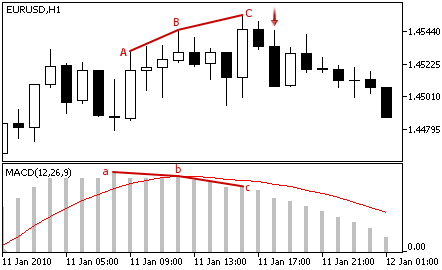 EURUSD,H1
C
B
A
1.45440
1.45225
1.45010
1.44795
MACD(12,26,9)
a
b
c
0.00
11 Jan 2010
11 Jan 05:00
11 Jan 09:00
11 Jan 13:00
11 Jan 17:00
11 Jan 21:00
12 Jan 01:00